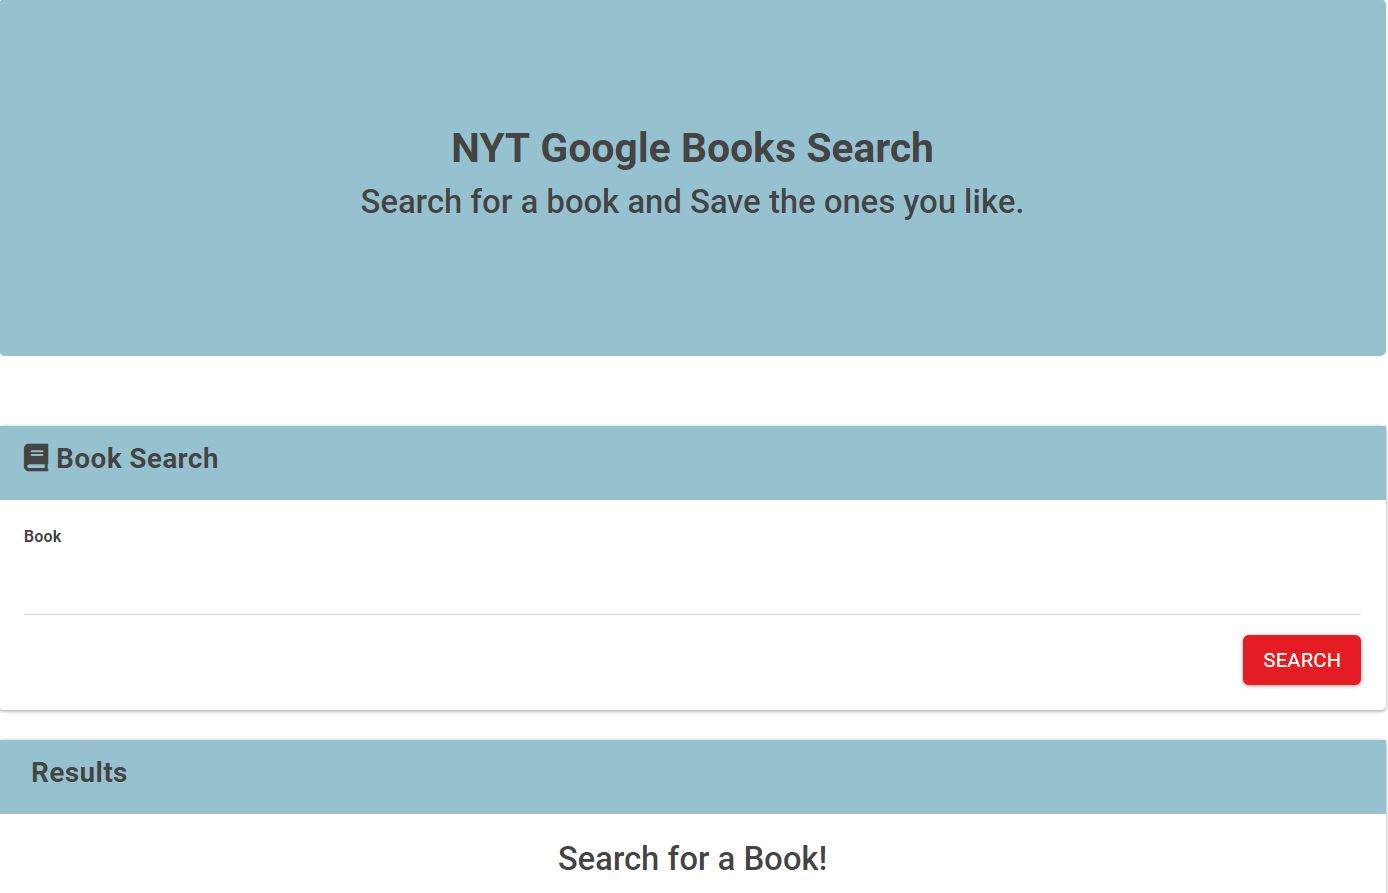 NYT Google Books Search
Search for a book and Save the ones you like.
Book Search
Book
SEARCH
Results
Search for a Book!